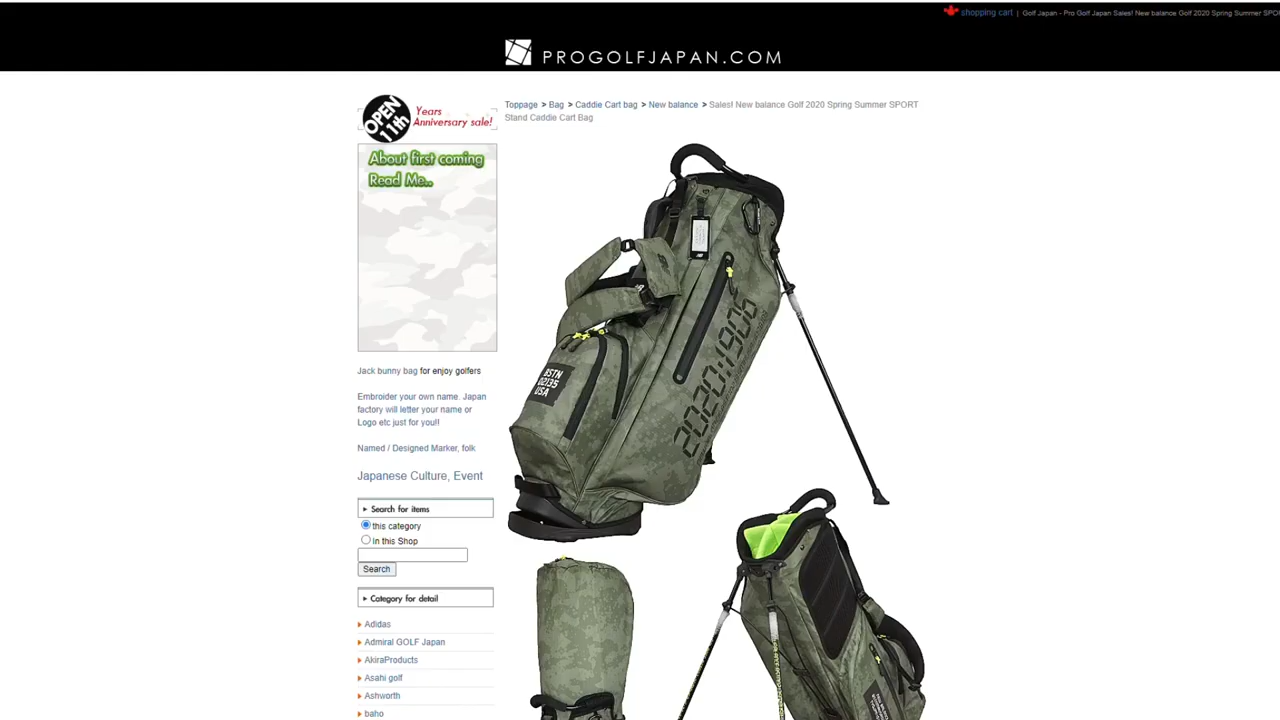 shopping cart | Golf Japan - Pro Golf Japan Sales! New balance Golf 2020 Spring Summer SPO
PROGOLFJAPAN.COM
OPEN 11th
Years
Anniversary sale!
Toppage > Bag > Caddie Cart bag > New balance > Sales! New balance Golf 2020 Spring Summer SPORT
Stand Caddie Cart Bag
About first coming
Read Me..
2020:1906
BSTN
02135
USA
Jack bunny bag for enjoy golfers
Embroider your own name. Japan
factory will letter your name or
Logo etc just for you!!
Named / Designed Marker, folk
Japanese Culture, Event
Search for items
this category
In this Shop
Search
Category for detail
Adidas
Admiral GOLF Japan
AkiraProducts
Asahi golf
Ashworth
baho